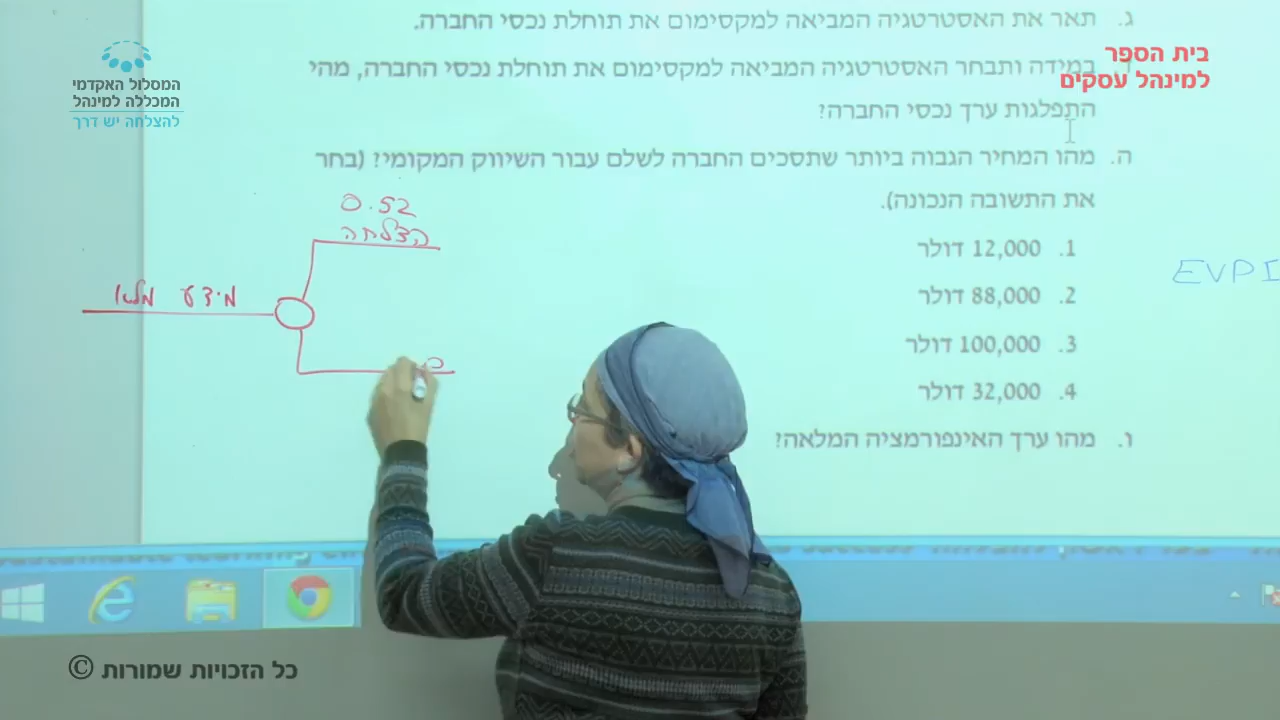 ג. תאר את האסטרטגיה המביאה למקסימום את תוחלת נכסי החברה.
במידה ותבחר האסטרטגיה המביאה למקסימום את תוחלת נכסי החברה, מהי
התפלגות ערך נכסי החברה?
ה. מהו המחיר הגבוה ביותר שתסכים החברה לשלם עבור השיווק המקומי? (בחר
את התשובה הנכונה).
1. 12,000 דולר
2. 88,000 דולר
3. 100,000 דולר
4. 32,000 דולר
ו. מהו ערך האינפורמציה המלאה?
בית הספר
למינהל עסקים
המסלול האקדמי
המכללה למינהל
להצלחה יש דרך
0.52
הצלחה
מידע מלא
EVPI
כל הזכויות שמורות ©